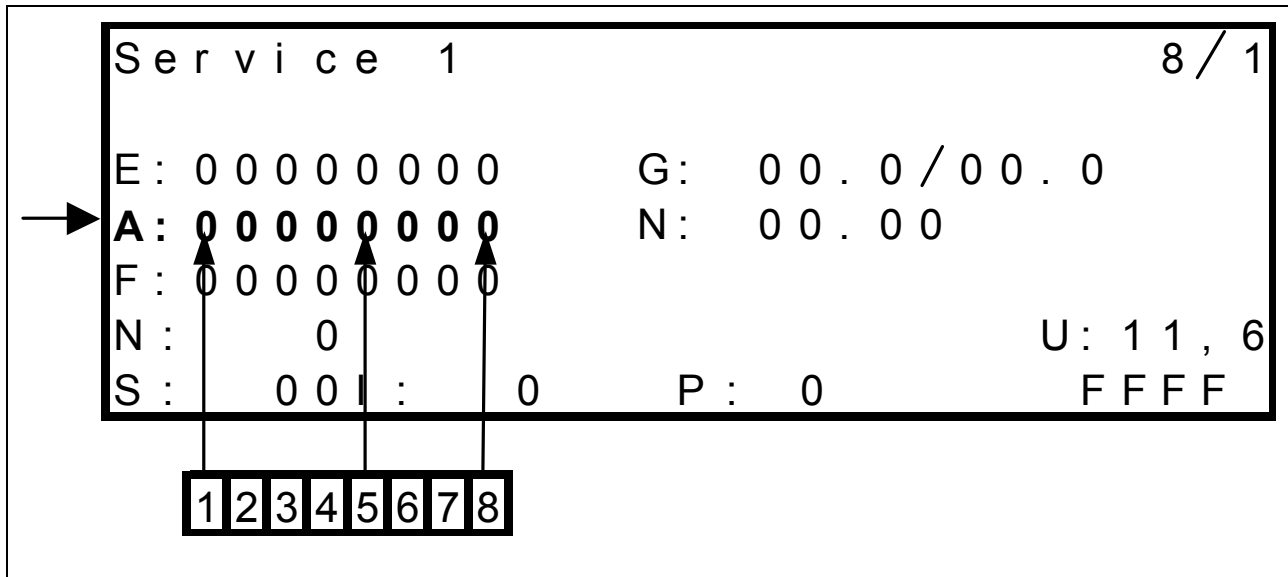 Service 1 8/1
E: 00000000 G: 00.0/00.0
A: 00000000 N: 00.00
F: 00000000
N: 0 U: 11,6
S: 00I: 0 P: 0 FFFF
1 2 3 4 5 6 7 8